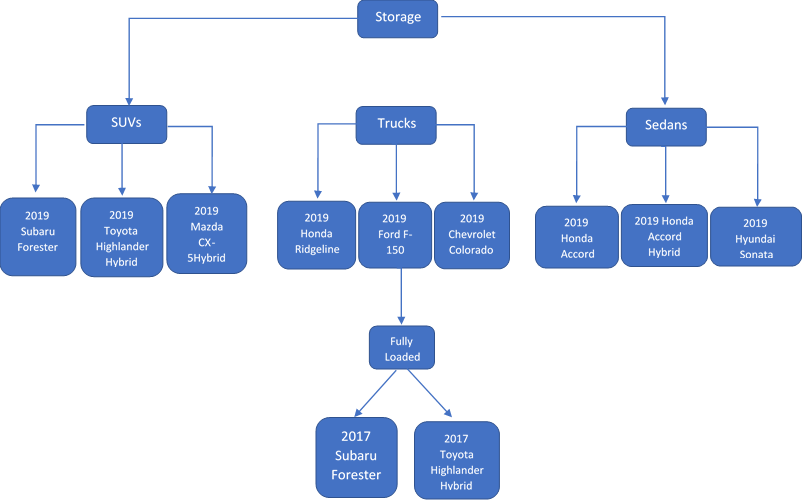 Storage
SUVs
Trucks
Sedans
2019
Subaru
Forester
2019
Toyota
Highlander
Hybrid
2019
Mazda
CX-
5Hybrid
2019
Honda
Ridgeline
2019
Ford F-
150
2019
Chevrolet
Colorado
2019
Honda
Accord
2019 Honda
Accord
Hybrid
2019
Hyundai
Sonata
Fully
Loaded
2017
Subaru
Forester
2017
Toyota
Highlander
Hybrid